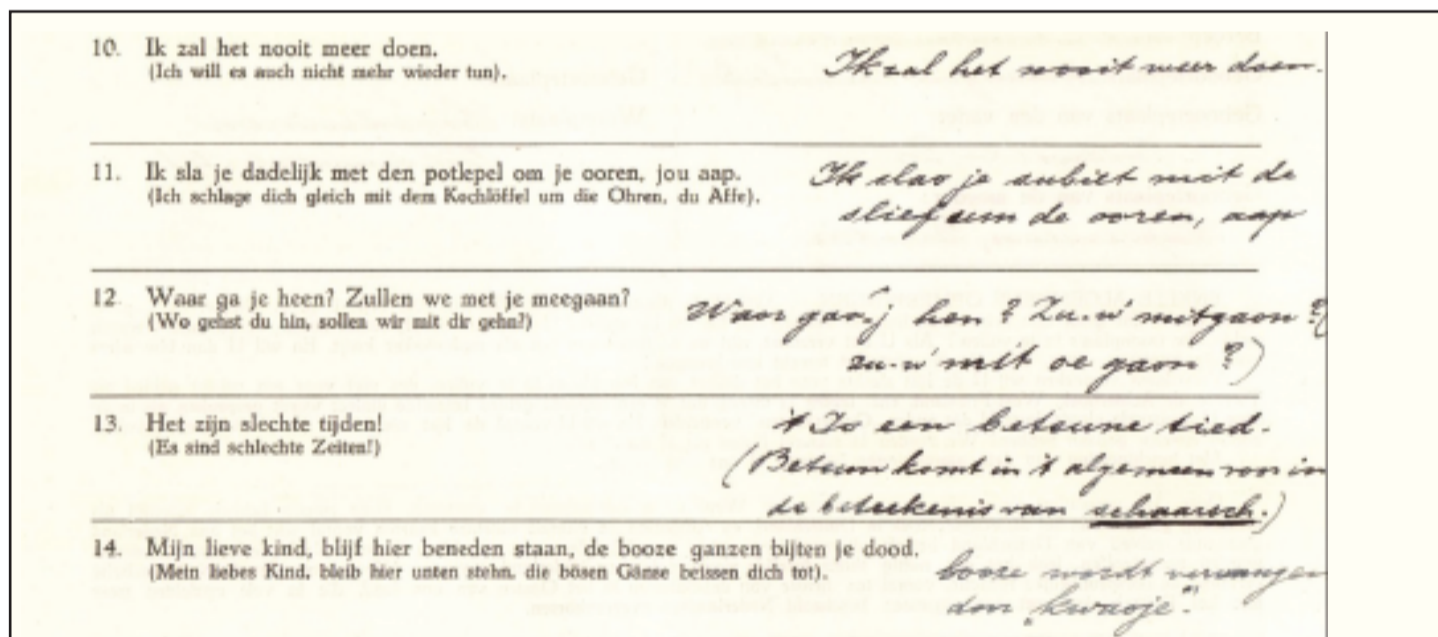 10. Ik zal het nooit meer doen.
(Ich will es auch nicht mehr wieder tun).
Ik zal het nooit weer doen.
11. Ik sla je dadelijk met den potlepel om je ooren, jou aap.
(Ich schlage dich gleich mit dem Kochlöffel um die Ohren, du Affe).
Ik slao je subiet mit de
slief um de ooren, aap
12. Waar ga je heen? Zullen we met je meegaan?
(Wo gehst du hin, sollen wir mit dir gehn?)
Waor gao-j hen? Zu-w mitgaon? (
zu-w mit oe gaon?)
13. Het zijn slechte tijden!
(Es sind schlechte Zeiten!)
't Is een beteune tied.
(Beteun komt in 't algemeen voor in
de beteekenis van schaarsch.)
14. Mijn lieve kind, blijf hier beneden staan, de booze ganzen bijten je dood.
(Mein liebes Kind, bleib hier unten stehn, die bösen Gänse beissen dich tot).
booze wordt vervangen
don „kwaoje".